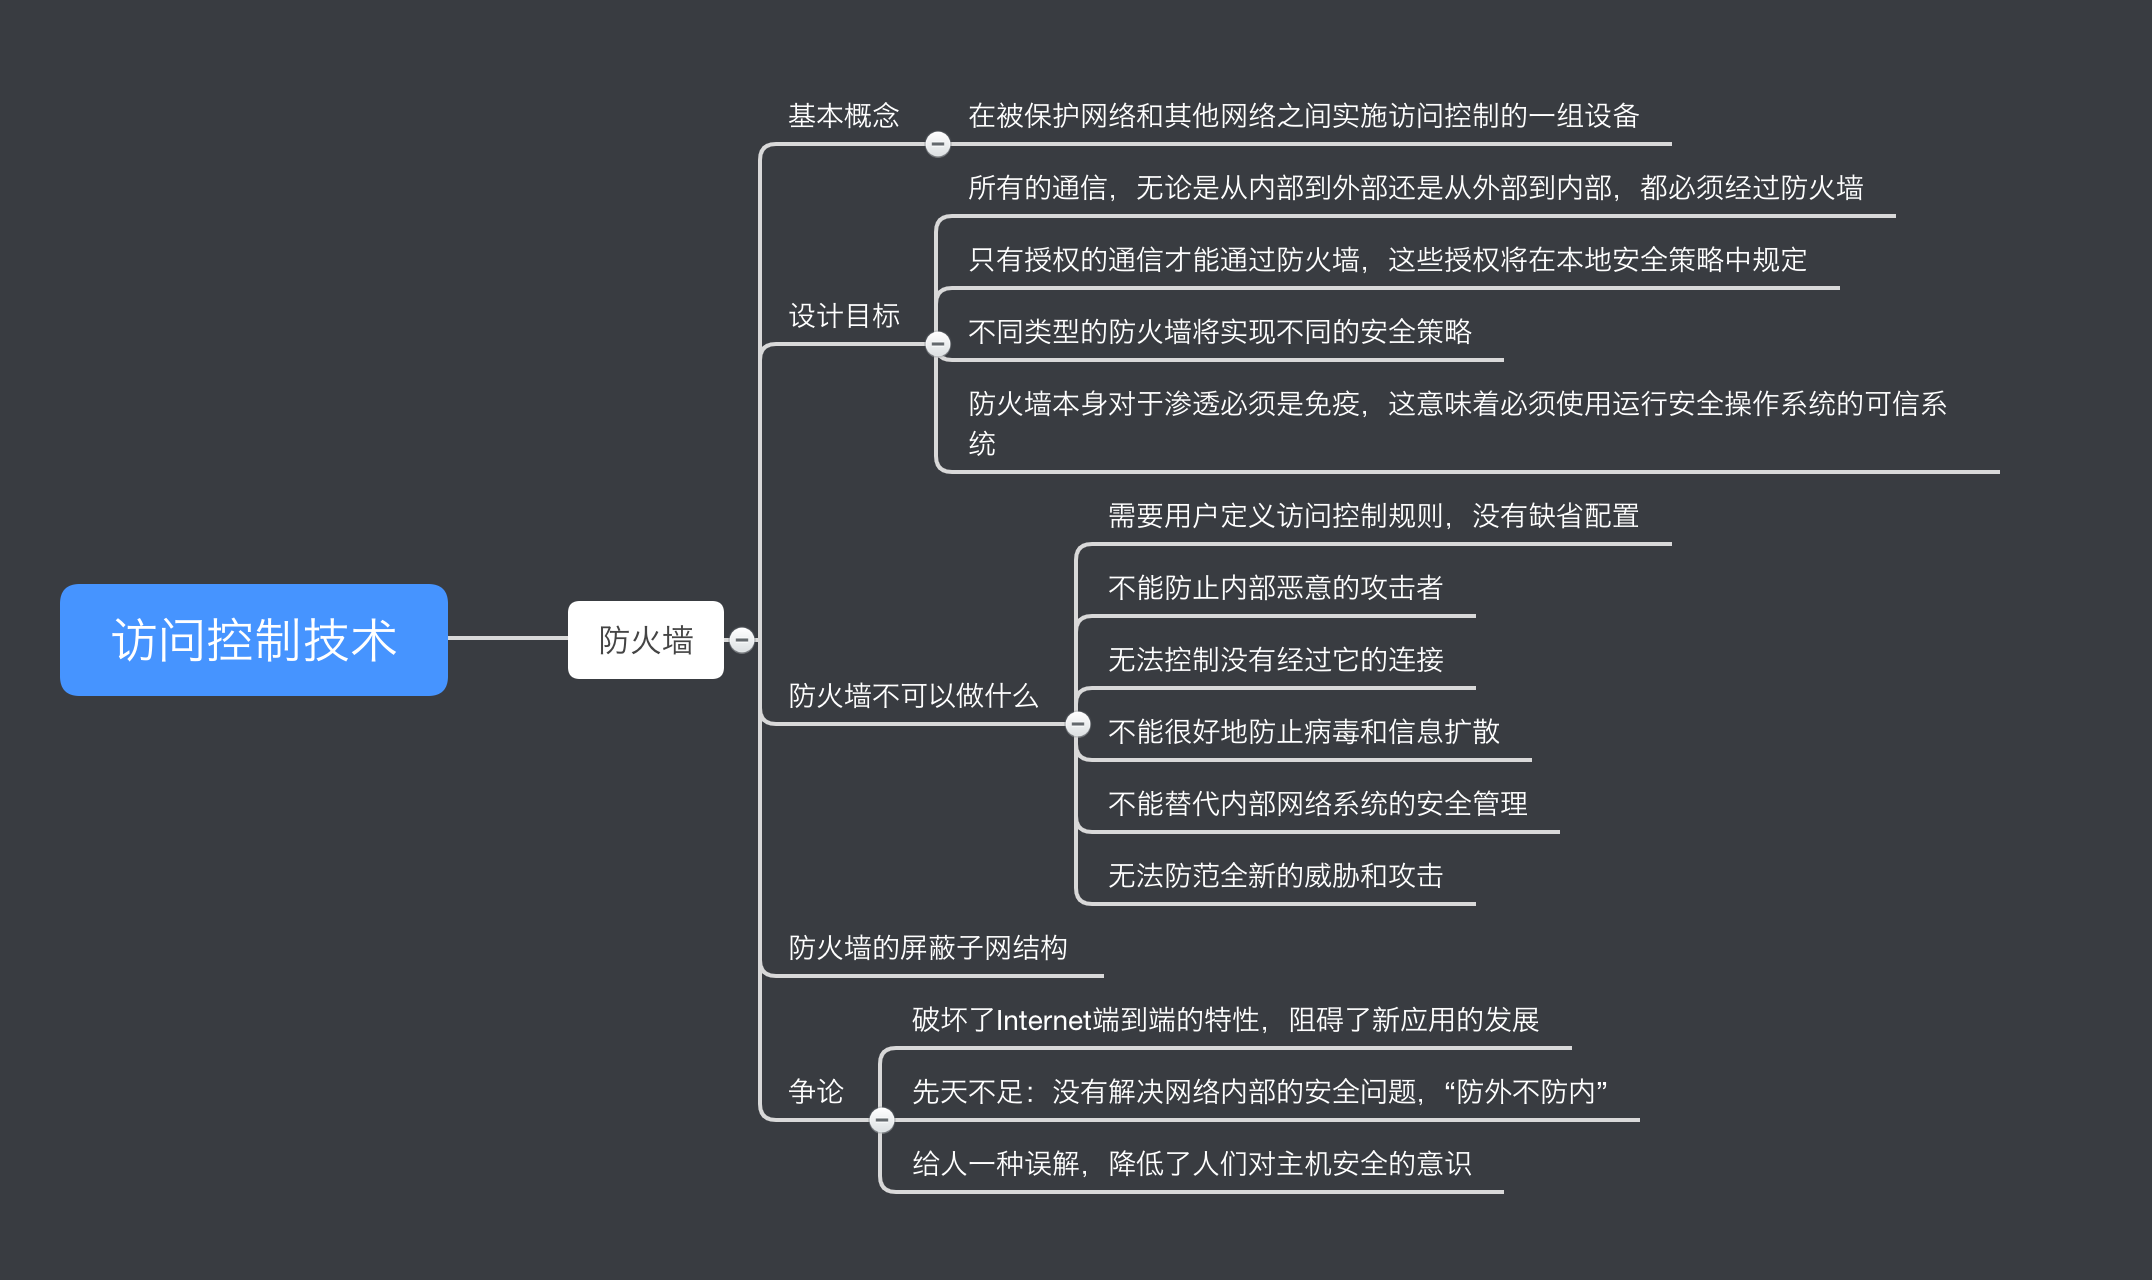 访问控制技术
防火墙
基本概念
在被保护网络和其他网络之间实施访问控制的一组设备
设计目标
所有的通信，无论是从内部到外部还是从外部到内部，都必须经过防火墙
只有授权的通信才能通过防火墙，这些授权将在本地安全策略中规定
不同类型的防火墙将实现不同的安全策略
防火墙本身对于渗透必须是免疫，这意味着必须使用运行安全操作系统的可信系
统
防火墙不可以做什么
需要用户定义访问控制规则，没有缺省配置
不能防止内部恶意的攻击者
无法控制没有经过它的连接
不能很好地防止病毒和信息扩散
不能替代内部网络系统的安全管理
无法防范全新的威胁和攻击
防火墙的屏蔽子网结构
争论
破坏了Internet端到端的特性，阻碍了新应用的发展
先天不足：没有解决网络内部的安全问题，“防外不防内”
给人一种误解，降低了人们对主机安全的意识